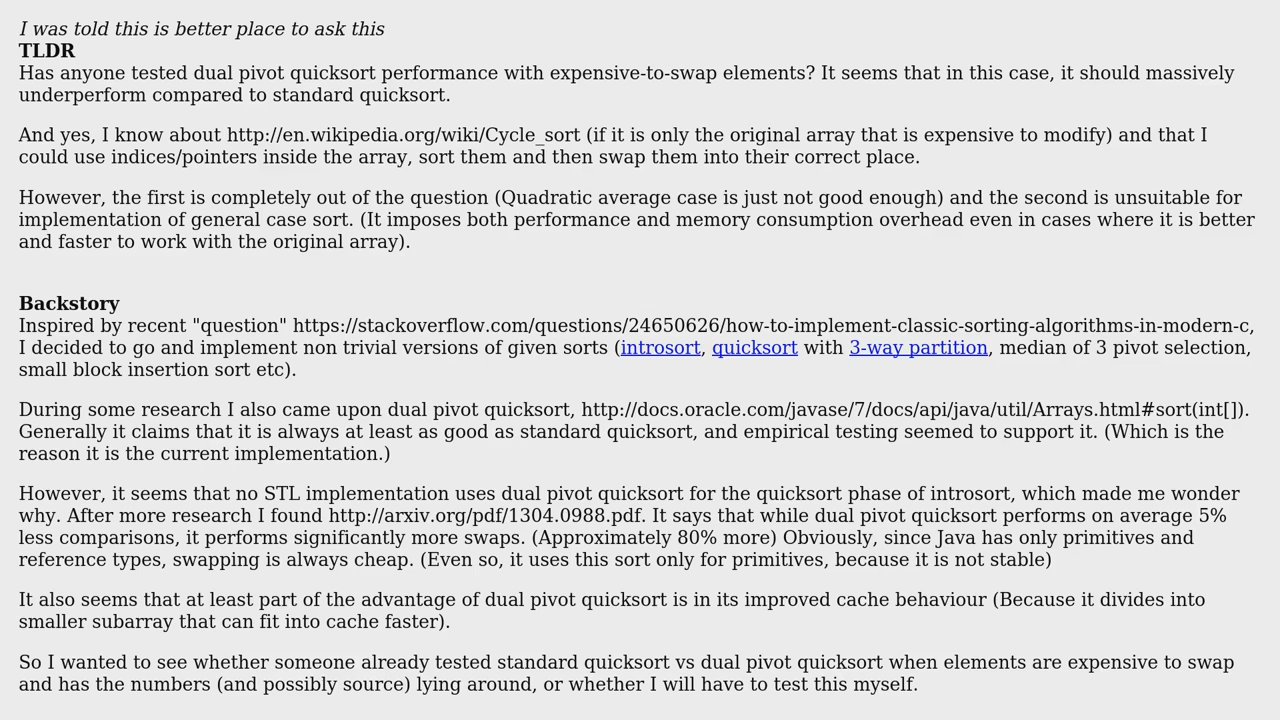 I was told this is better place to ask this
TLDR
Has anyone tested dual pivot quicksort performance with expensive-to-swap elements? It seems that in this case, it should massively
underperform compared to standard quicksort.
And yes, I know about http://en.wikipedia.org/wiki/Cycle_sort (if it is only the original array that is expensive to modify) and that I
could use indices/pointers inside the array, sort them and then swap them into their correct place.
However, the first is completely out of the question (Quadratic average case is just not good enough) and the second is unsuitable for
implementation of general case sort. (It imposes both performance and memory consumption overhead even in cases where it is better
and faster to work with the original array).
Backstory
Inspired by recent "question" https://stackoverflow.com/questions/24650626/how-to-implement-classic-sorting-algorithms-in-modern-c,
I decided to go and implement non trivial versions of given sorts (introsort, quicksort with 3-way partition, median of 3 pivot selection,
small block insertion sort etc).
During some research I also came upon dual pivot quicksort, http://docs.oracle.com/javase/7/docs/api/java/util/Arrays.html#sort(int[]).
Generally it claims that it is always at least as good as standard quicksort, and empirical testing seemed to support it. (Which is the
reason it is the current implementation.)
However, it seems that no STL implementation uses dual pivot quicksort for the quicksort phase of introsort, which made me wonder
why. After more research I found http://arxiv.org/pdf/1304.0988.pdf. It says that while dual pivot quicksort performs on average 5%
less comparisons, it performs significantly more swaps. (Approximately 80% more) Obviously, since Java has only primitives and
reference types, swapping is always cheap. (Even so, it uses this sort only for primitives, because it is not stable)
It also seems that at least part of the advantage of dual pivot quicksort is in its improved cache behaviour (Because it divides into
smaller subarray that can fit into cache faster).
So I wanted to see whether someone already tested standard quicksort vs dual pivot quicksort when elements are expensive to swap
and has the numbers (and possibly source) lying around, or whether I will have to test this myself.